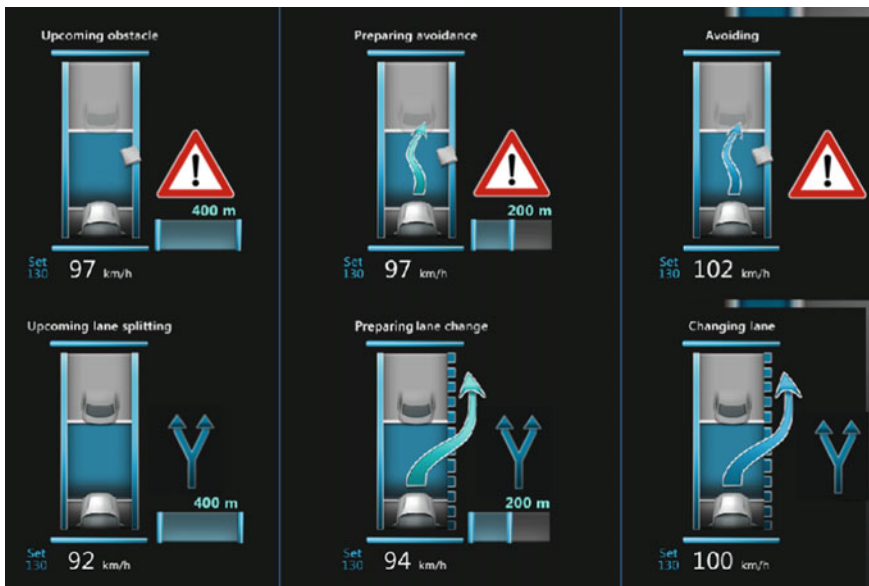 Upcoming obstacle
400 m
Set
130
97 km/h
Preparing avoidance
200 m
Set
130
97 km/h
Avoiding
Set
130
102 km/h
Upcoming lane splitting
400 m
Set
130
92 km/h
Preparing lane change
200 m
Set
130
94 km/h
Changing lane
Set
130
100 km/h